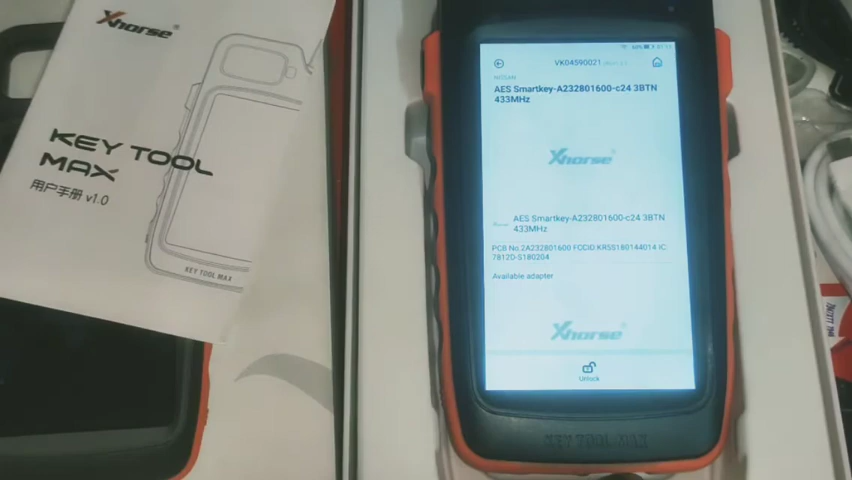 Xhorse
KEY TOOL
MAX
用户手册 v1.0
KEY TOOL MAX
VK04590021
NISSAN
AES Smartkey-A232801600-c24 3BTN
433MHz
Xhorse
AES Smartkey-A232801600-c24 3BTN
433MHz
PCB No:2A232801600 FCCID:KR5S180144014 IC:
7812D-S180204
Available adapter
Xhorse
Unlock
KEY TOOL MAX